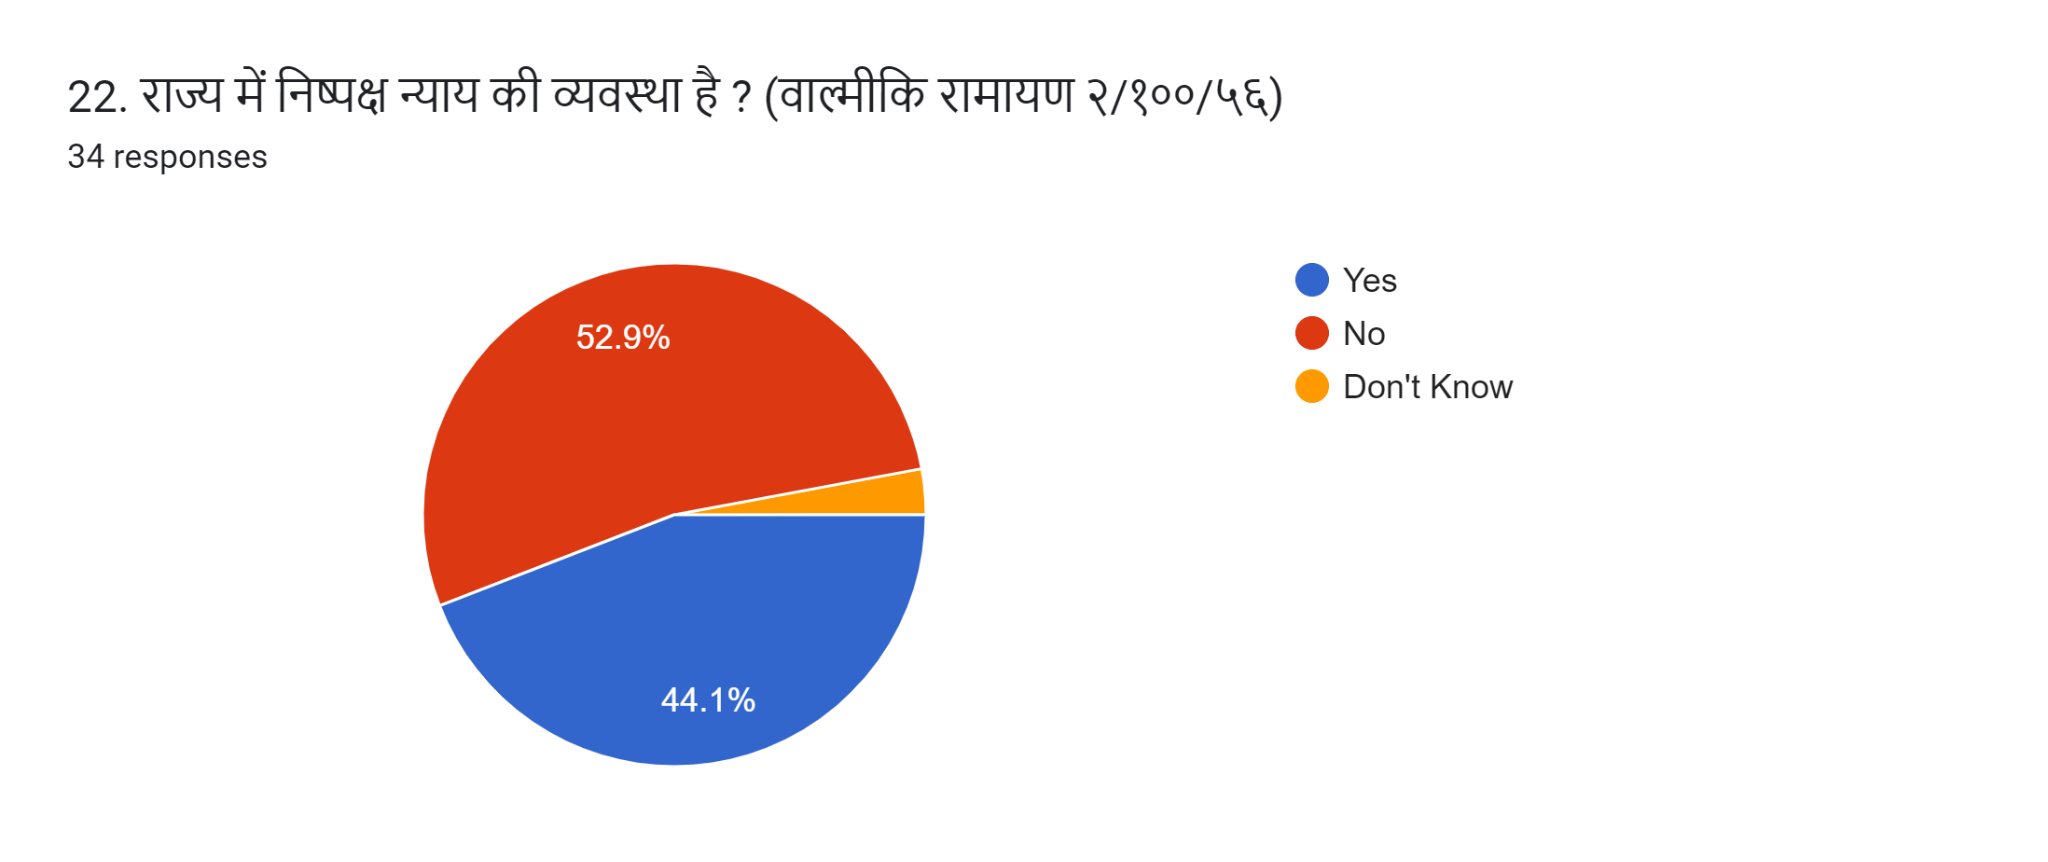 22. राज्य में निष्पक्ष न्याय की व्यवस्था है ? (वाल्मीकि रामायण २/१००/५६)
34 responses
52.9%
44.1%
Yes
No
Don't Know